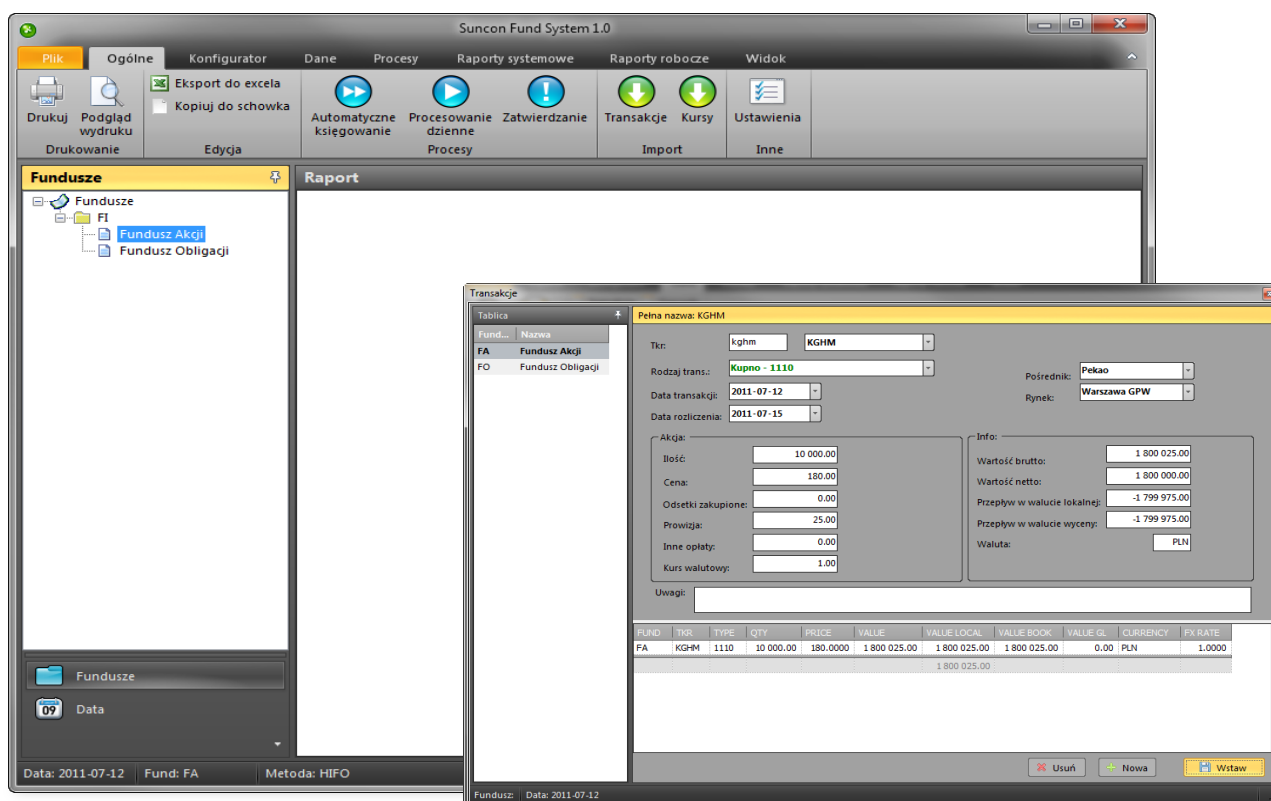 Suncon Fund System 1.0
Plik Ogólne Konfigurator Dane Procesy Raporty systemowe Raporty robocze Widok
Drukuj
Podgląd
wydruku
Drukowanie
Eksport do excela
Kopiuj do schowka
Edycja
Automatyczne
księgowanie
Procesowanie
dzienne
Zatwierdzanie
Procesy
Transakcje
Kursy
Import
Ustawienia
Inne
Fundusze
Raport
Fundusze
FI
Fundusz Akcji
Fundusz Obligacji
Fundusze
09 Data
Data: 2011-07-12 Fund: FA Metoda: HIFO
Transakcje
Tablica
Fund... Nazwa
FA Fundusz Akcji
FO Fundusz Obligacji
Pełna nazwa: KGHM
Tkr: kghm KGHM
Rodzaj trans.: Kupno - 1110
Data transakcji: 2011-07-12
Data rozliczenia: 2011-07-15
Pośrednik: Pekao
Rynek: Warszawa GPW
Akcja:
Ilość: 10 000.00
Cena: 180.00
Odsetki zakupione: 0.00
Prowizja: 25.00
Inne opłaty: 0.00
Kurs walutowy: 1.00
Info:
Wartość brutto: 1 800 025.00
Wartość netto: 1 800 000.00
Przepływ w walucie lokalnej: -1 799 975.00
Przepływ w walucie wyceny: -1 799 975.00
Waluta: PLN
Uwagi:
FUND TKR TYPE QTY PRICE VALUE VALUE LOCAL VALUE BOOK VALUE GL CURRENCY FX RATE
FA KGHM 1110 10 000.00 180.0000 1 800 025.00 1 800 025.00 1 800 025.00 0.00 PLN 1.0000
1 800 025.00
Usuń Nowa Wstaw
Fundusz: Data: 2011-07-12